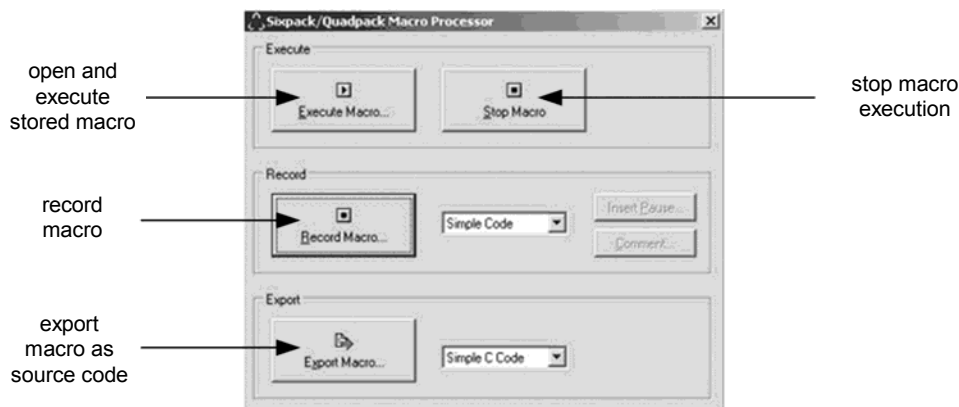 Sixpack/Quadpack Macro Processor
Execute
open and
execute
stored macro
Execute Macro...
Stop Macro
stop macro
execution
Record
record
macro
Record Macro...
Simple Code
Insert Pause...
Comment...
Export
export
macro as
source code
Export Macro...
Simple C Code